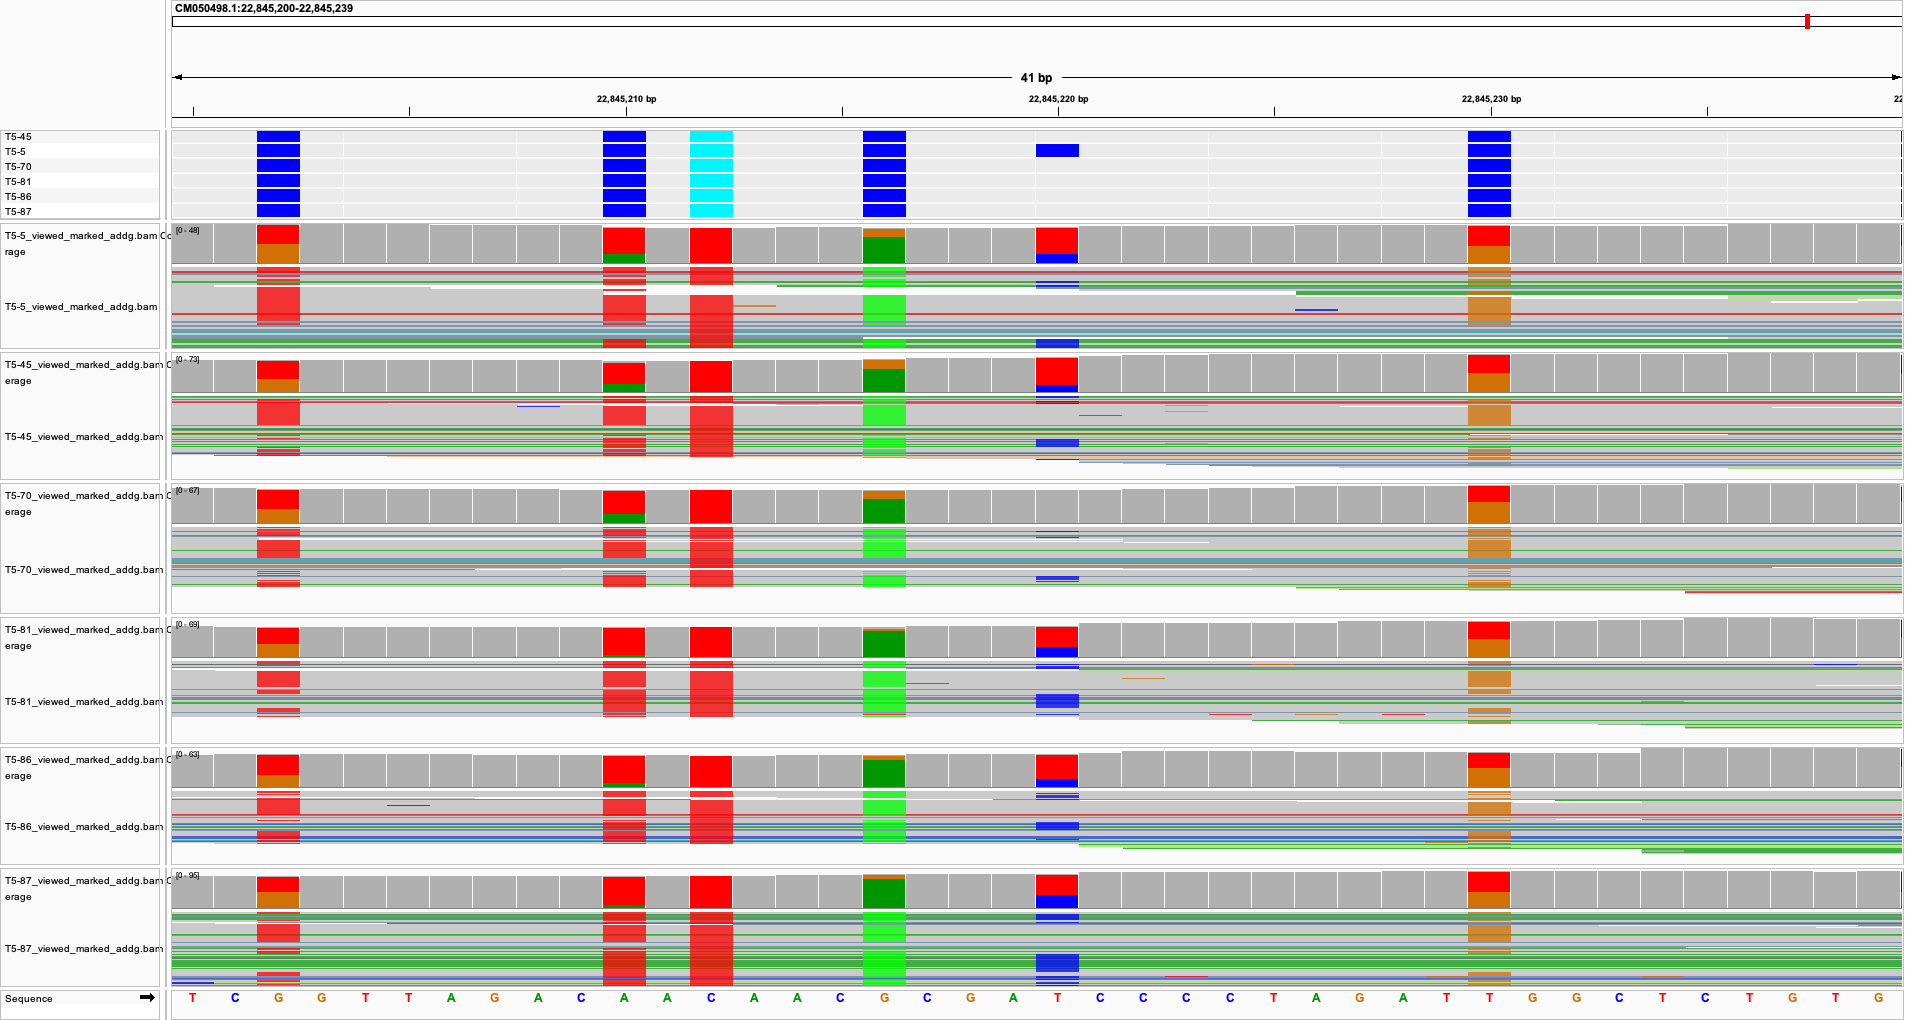 CM050498.1:22,845,200-22,845,239
41 bp
22,845,210 bp 22,845,220 bp 22,845,230 bp 22
T5-45
T5-5
T5-70
T5-81
T5-86
T5-87
T5-5_viewed_marked_addg.bam Co
rage
[0 - 48]
T5-5_viewed_marked_addg.bam
T5-45_viewed_marked_addg.bam C
erage
[0 - 73]
T5-45_viewed_marked_addg.bam
T5-70_viewed_marked_addg.bam C
erage
[0 - 67]
T5-70_viewed_marked_addg.bam
T5-81_viewed_marked_addg.bam C
erage
[0 - 69]
T5-81_viewed_marked_addg.bam
T5-86_viewed_marked_addg.bam C
erage
[0 - 63]
T5-86_viewed_marked_addg.bam
T5-87_viewed_marked_addg.bam C
erage
[0 - 95]
T5-87_viewed_marked_addg.bam
Sequence T C G G T T A G A C A A C A A C G C G A T C C C C T A G A T T G G C T C T G T G